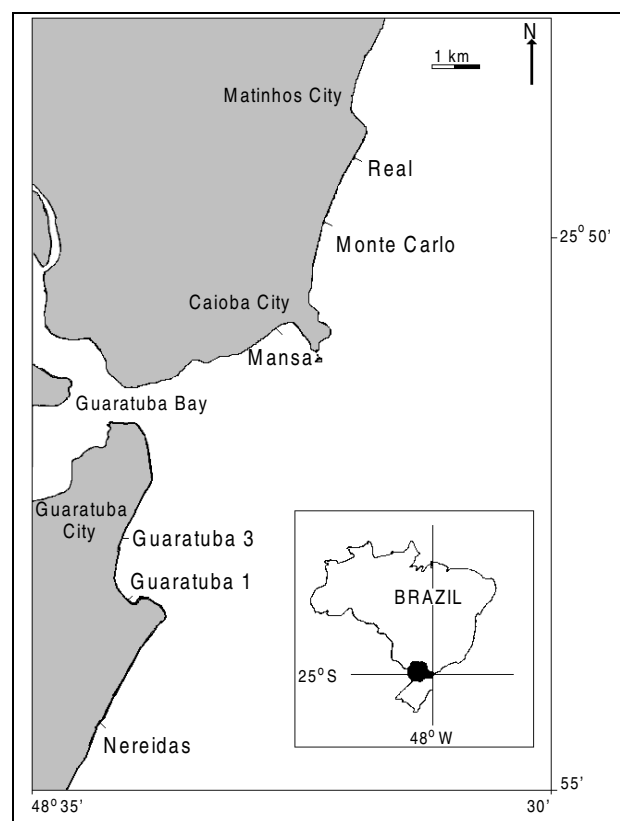 1 km
N
Matinhos City
Real
25° 50'
Monte Carlo
Caioba City
Mansa
Guaratuba Bay
Guaratuba
City
Guaratuba 3
Guaratuba 1
BRAZIL
25°S
48°W
Nereidas
55'
48°35'
30'